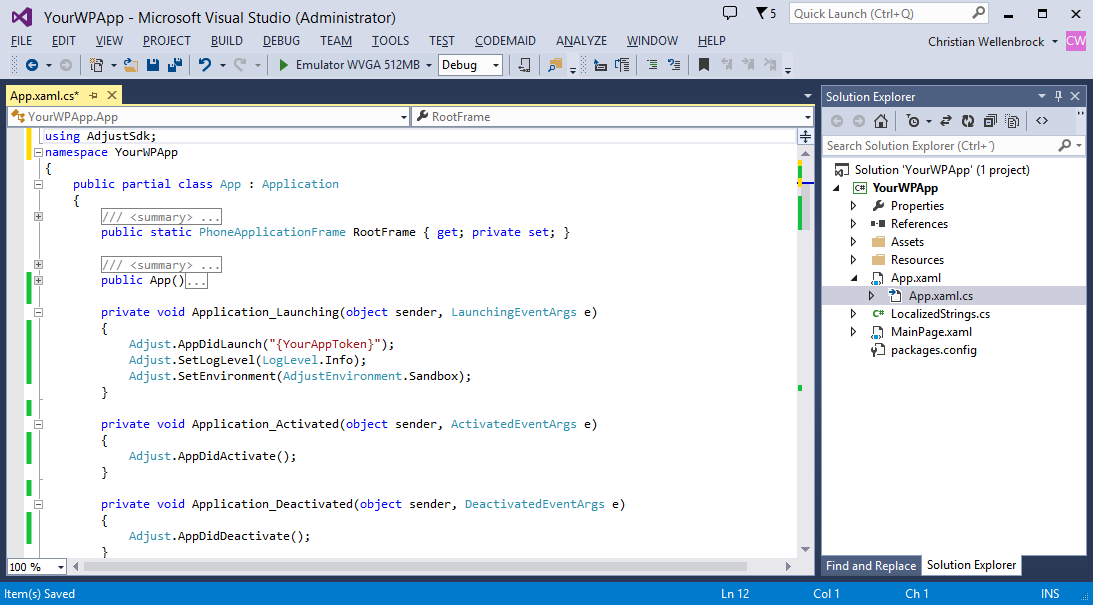 YourWPApp - Microsoft Visual Studio (Administrator)
5
Quick Launch (Ctrl+Q)
FILE EDIT VIEW PROJECT BUILD DEBUG TEAM TOOLS TEST CODEMAID ANALYZE WINDOW HELP
Christian Wellenbrock
CW
Emulator WVGA 512MB
Debug
App.xaml.cs*
YourWPApp.App
RootFrame
using AdjustSdk;
namespace YourWPApp
{
public partial class App : Application
{
/// <summary> ...
public static PhoneApplicationFrame RootFrame { get; private set; }
/// <summary> ...
public App()...
private void Application_Launching(object sender, LaunchingEventArgs e)
{
Adjust.AppDidLaunch("{YourAppToken}");
Adjust.SetLogLevel(LogLevel.Info);
Adjust.SetEnvironment(AdjustEnvironment.Sandbox);
}
private void Application_Activated(object sender, ActivatedEventArgs e)
{
Adjust.AppDidActivate();
}
private void Application_Deactivated(object sender, DeactivatedEventArgs e)
{
Adjust.AppDidDeactivate();
}
100 %
Solution Explorer
Search Solution Explorer (Ctrl+´)
Solution 'YourWPApp' (1 project)
C# YourWPApp
Properties
References
Assets
Resources
App.xaml
App.xaml.cs
C# LocalizedStrings.cs
MainPage.xaml
packages.config
Find and Replace
Solution Explorer
Item(s) Saved
Ln 12
Col 1
Ch 1
INS